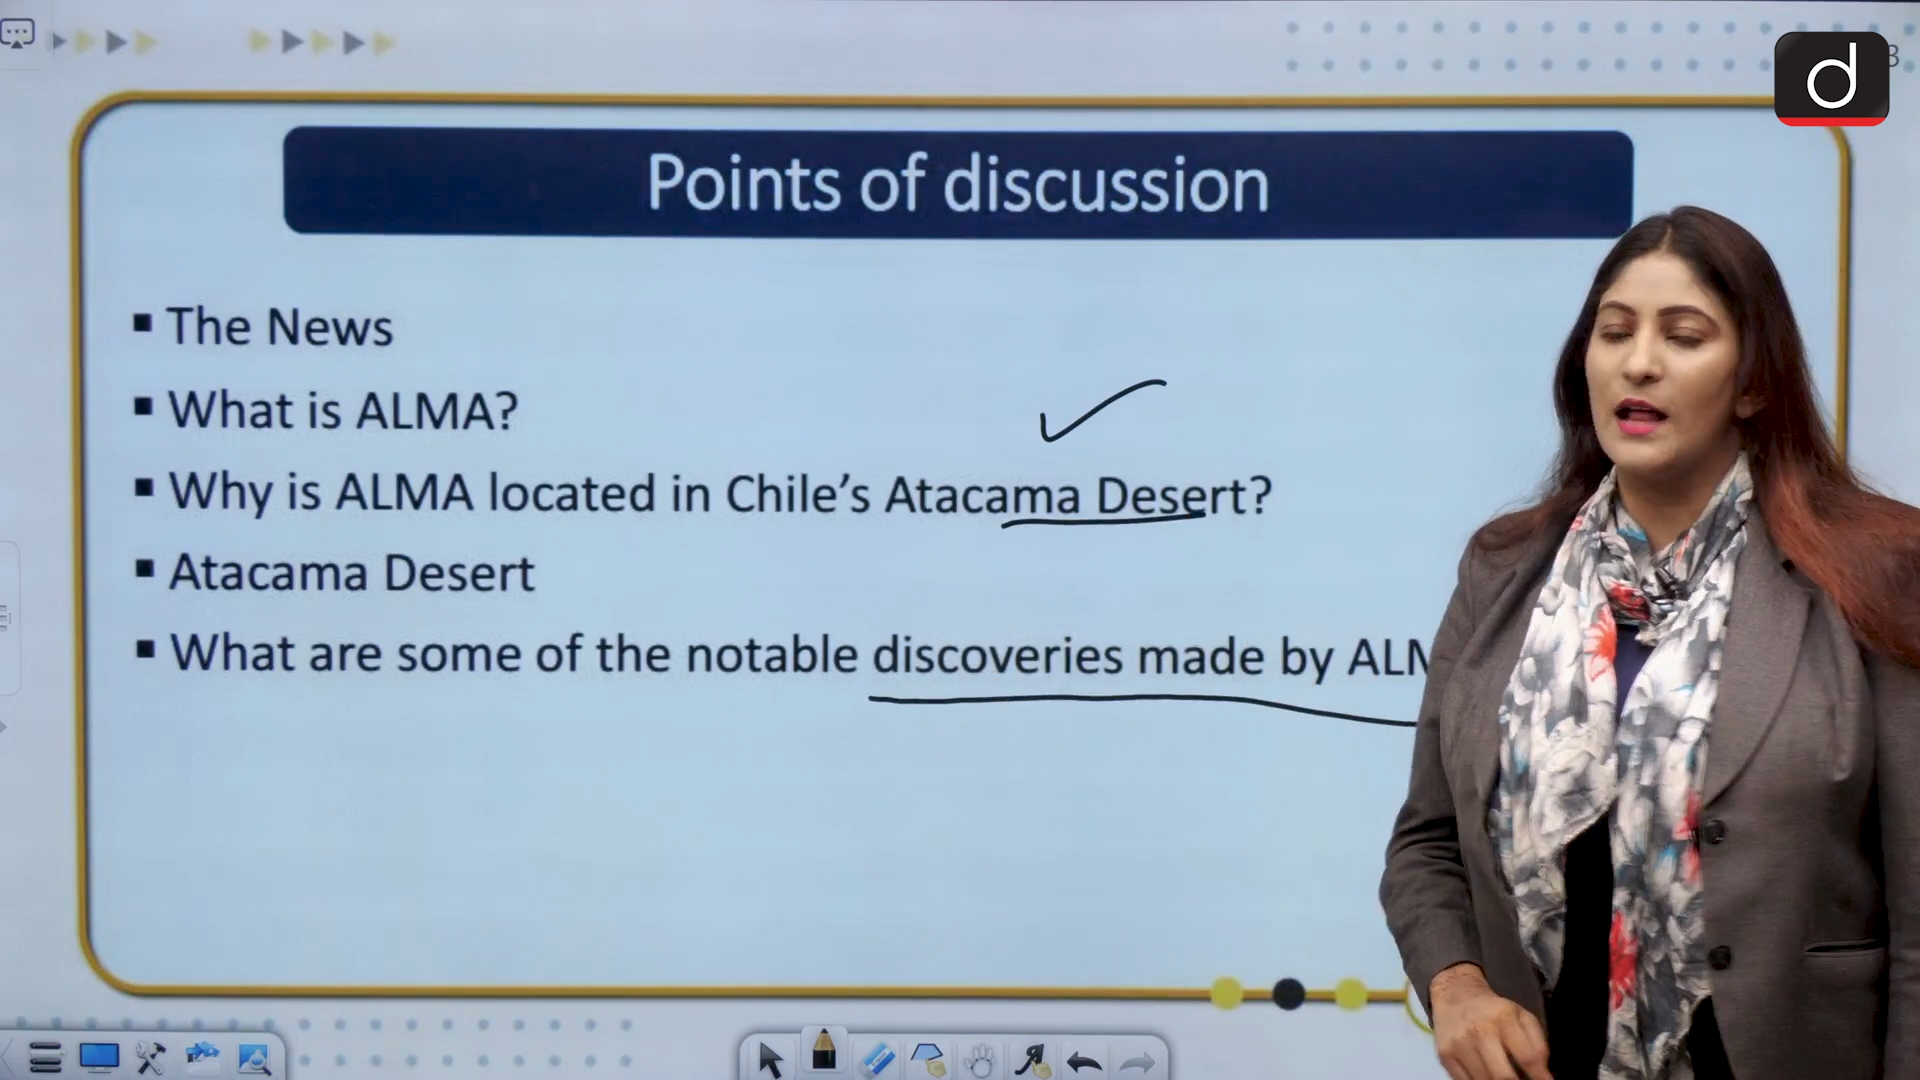 d
Points of discussion
▪ The News
▪ What is ALMA?
▪ Why is ALMA located in Chile's Atacama Desert?
▪ Atacama Desert
▪ What are some of the notable discoveries made by